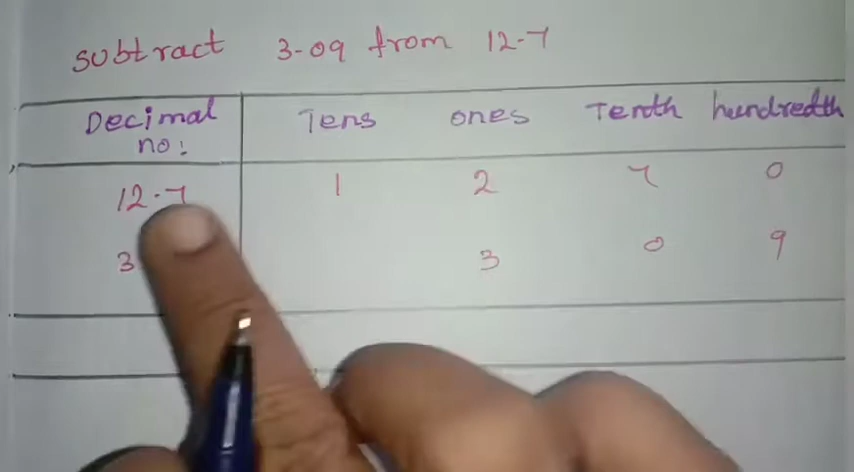 subtract 3-09 from 12-7
Decimal no: Tens ones Tenth hundredth
12.7 1 2 7 0
3 3 0 9